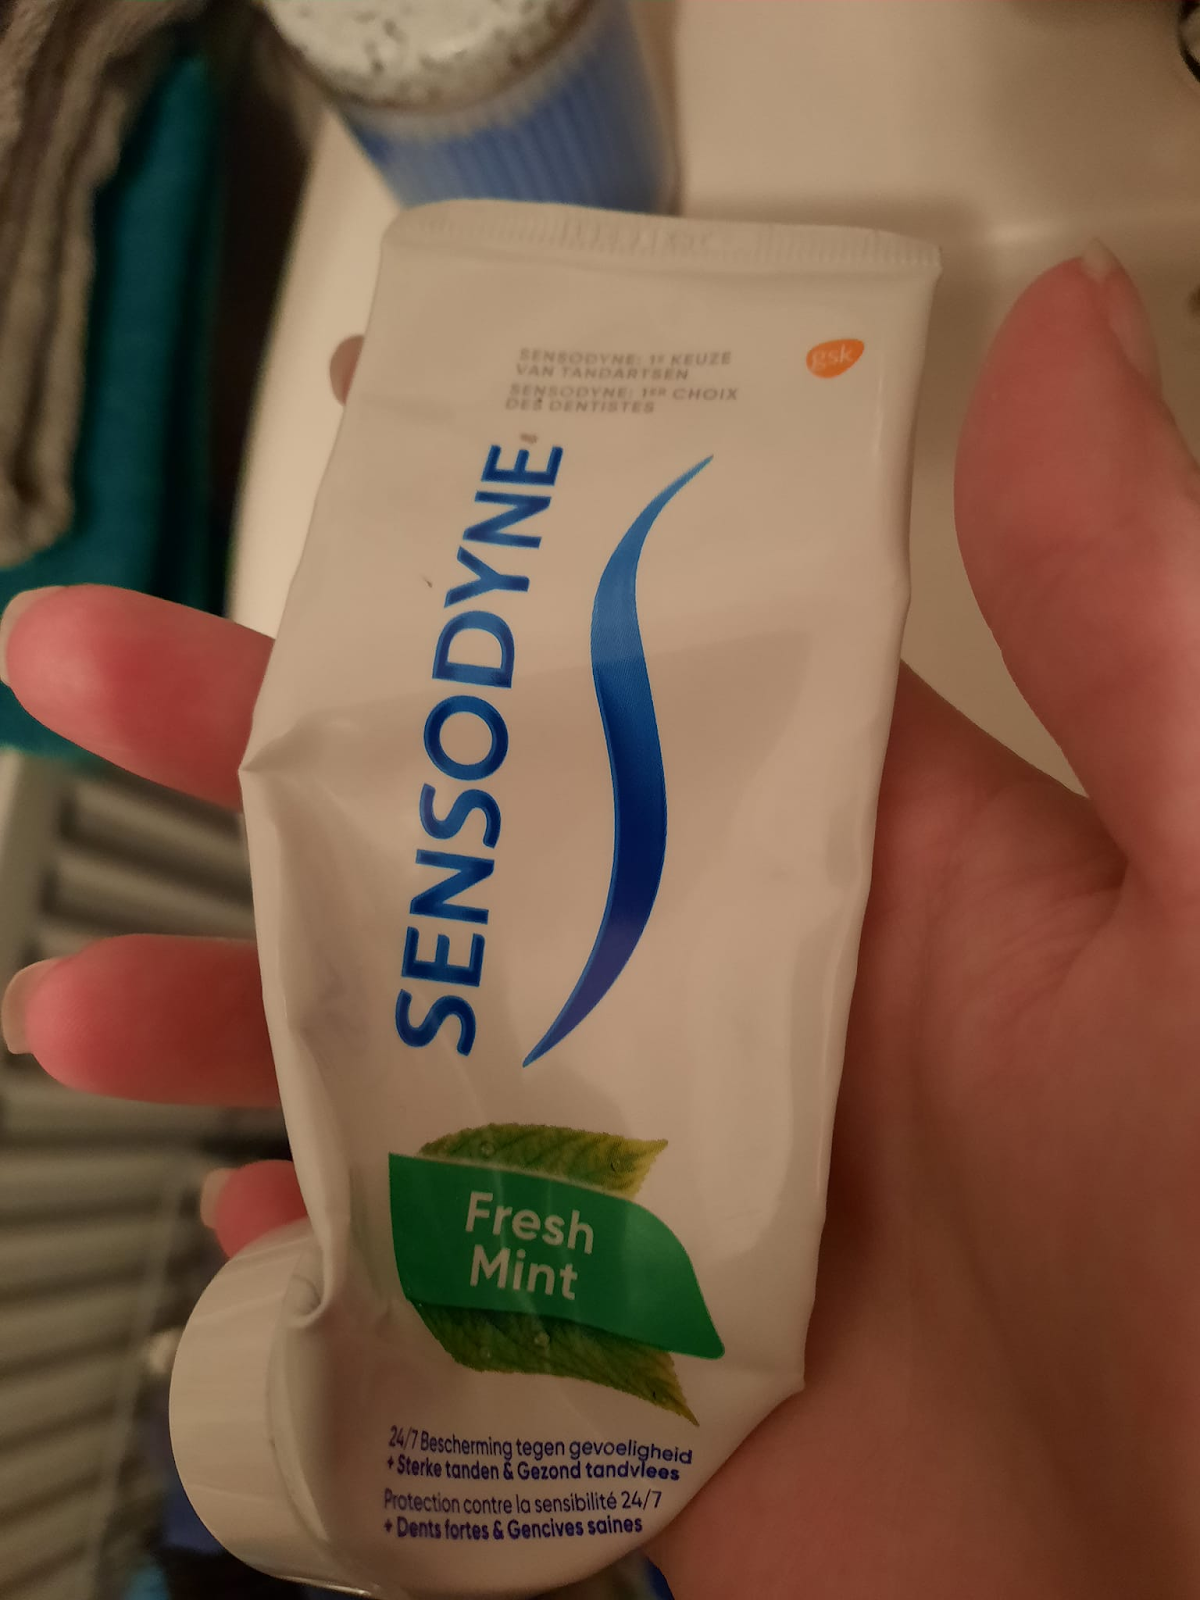 SENSODYNE: 1E KEUZE
VAN TANDARTSEN
SENSODYNE: 1ER CHOIX
DES DENTISTES
gsk
SENSODYNE
Fresh
Mint
24/7 Bescherming tegen gevoeligheid
+ Sterke tanden & Gezond tandvlees
Protection contre la sensibilité 24/7
+ Dents fortes & Gencives saines